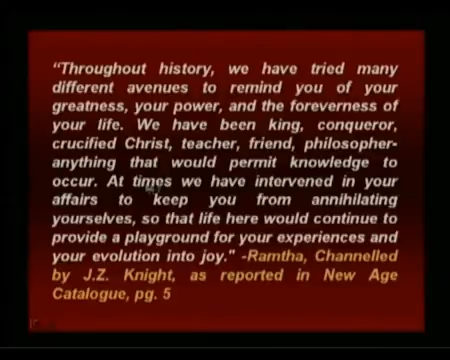 “Throughout history, we have tried many
different avenues to remind you of your
greatness, your power, and the foreverness of
your life. We have been king, conqueror,
crucified Christ, teacher, friend, philosopher-
anything that would permit knowledge to
occur. At times we have intervened in your
affairs to keep you from annihilating
yourselves, so that life here would continue to
provide a playground for your experiences and
your evolution into joy." -Ramtha, Channelled
by J.Z. Knight, as reported in New Age
Catalogue, pg. 5